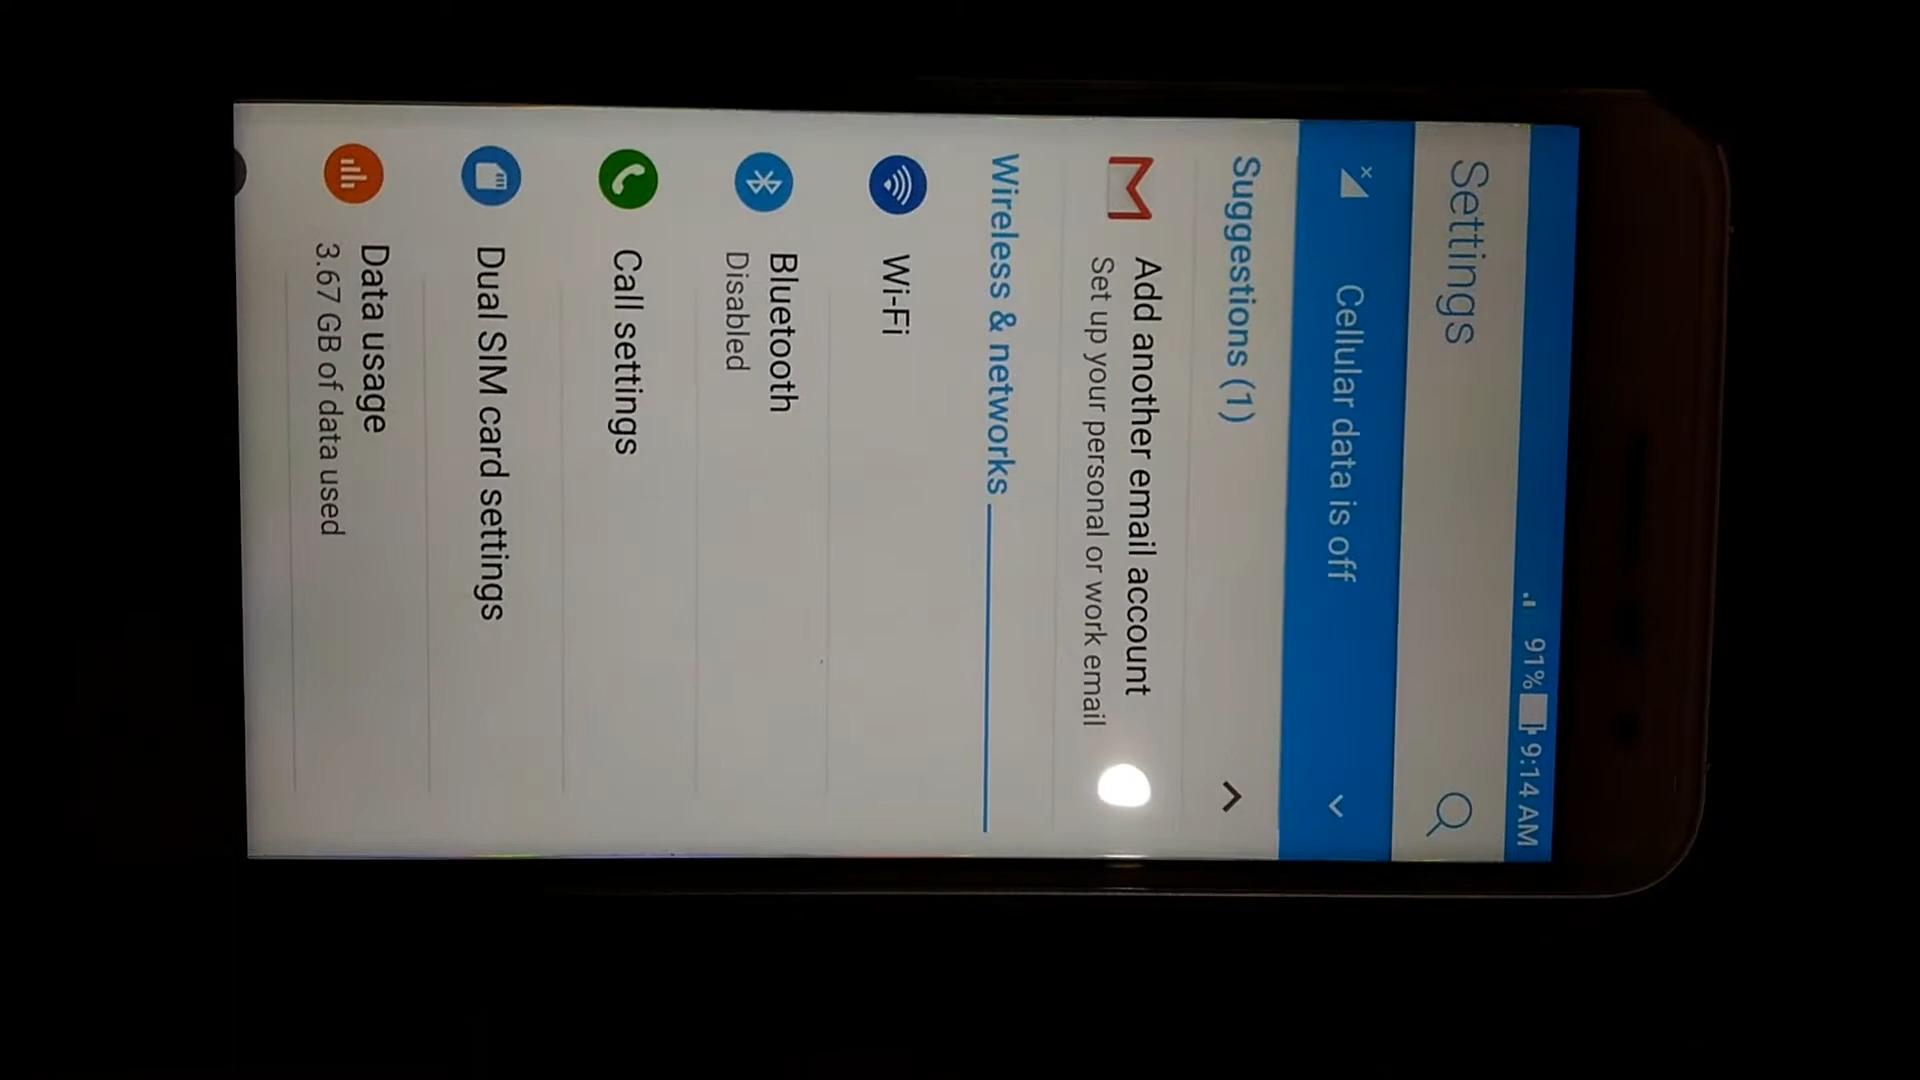 91% 9:14 AM
Settings
Cellular data is off
Suggestions (1)
Add another email account
Set up your personal or work email
Wireless & networks
Wi-Fi
Bluetooth
Disabled
Call settings
Dual SIM card settings
Data usage
3.67 GB of data used